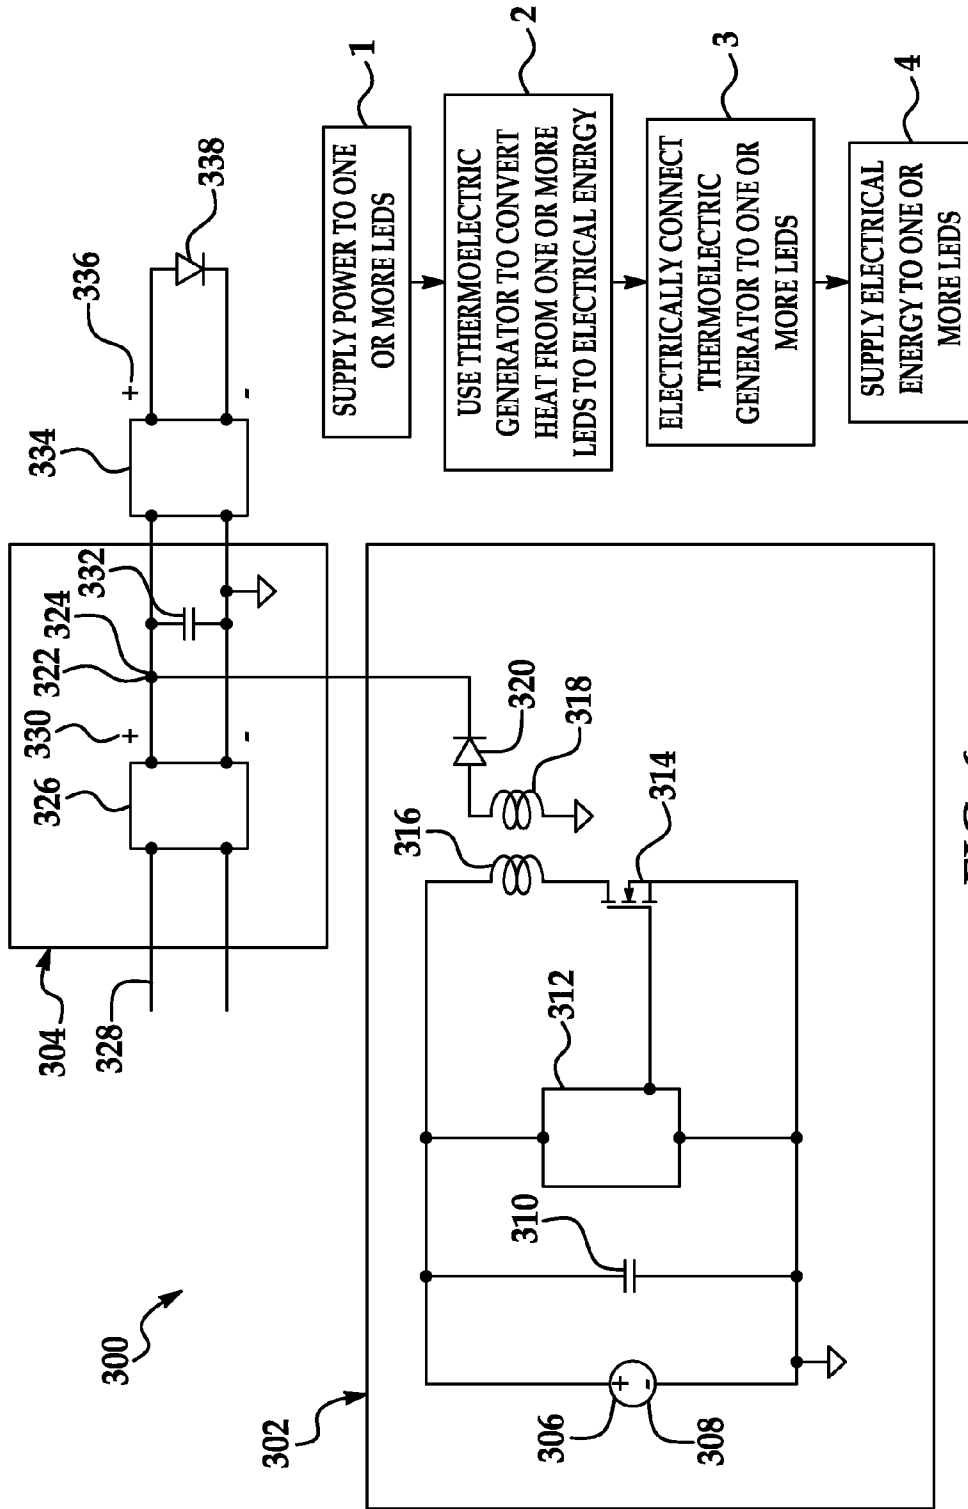 300
302
304
328
326
330
+
-
322
324
332
334
336
+
-
338
306
+
-
308
310
312
314
316
318
320
SUPPLY POWER TO ONE
OR MORE LEDS
1
USE THERMOELECTRIC
GENERATOR TO CONVERT
HEAT FROM ONE OR MORE
LEDS TO ELECTRICAL ENERGY
2
ELECTRICALLY CONNECT
THERMOELECTRIC
GENERATOR TO ONE OR
MORE LEDS
3
SUPPLY ELECTRICAL
ENERGY TO ONE OR
MORE LEDS
4